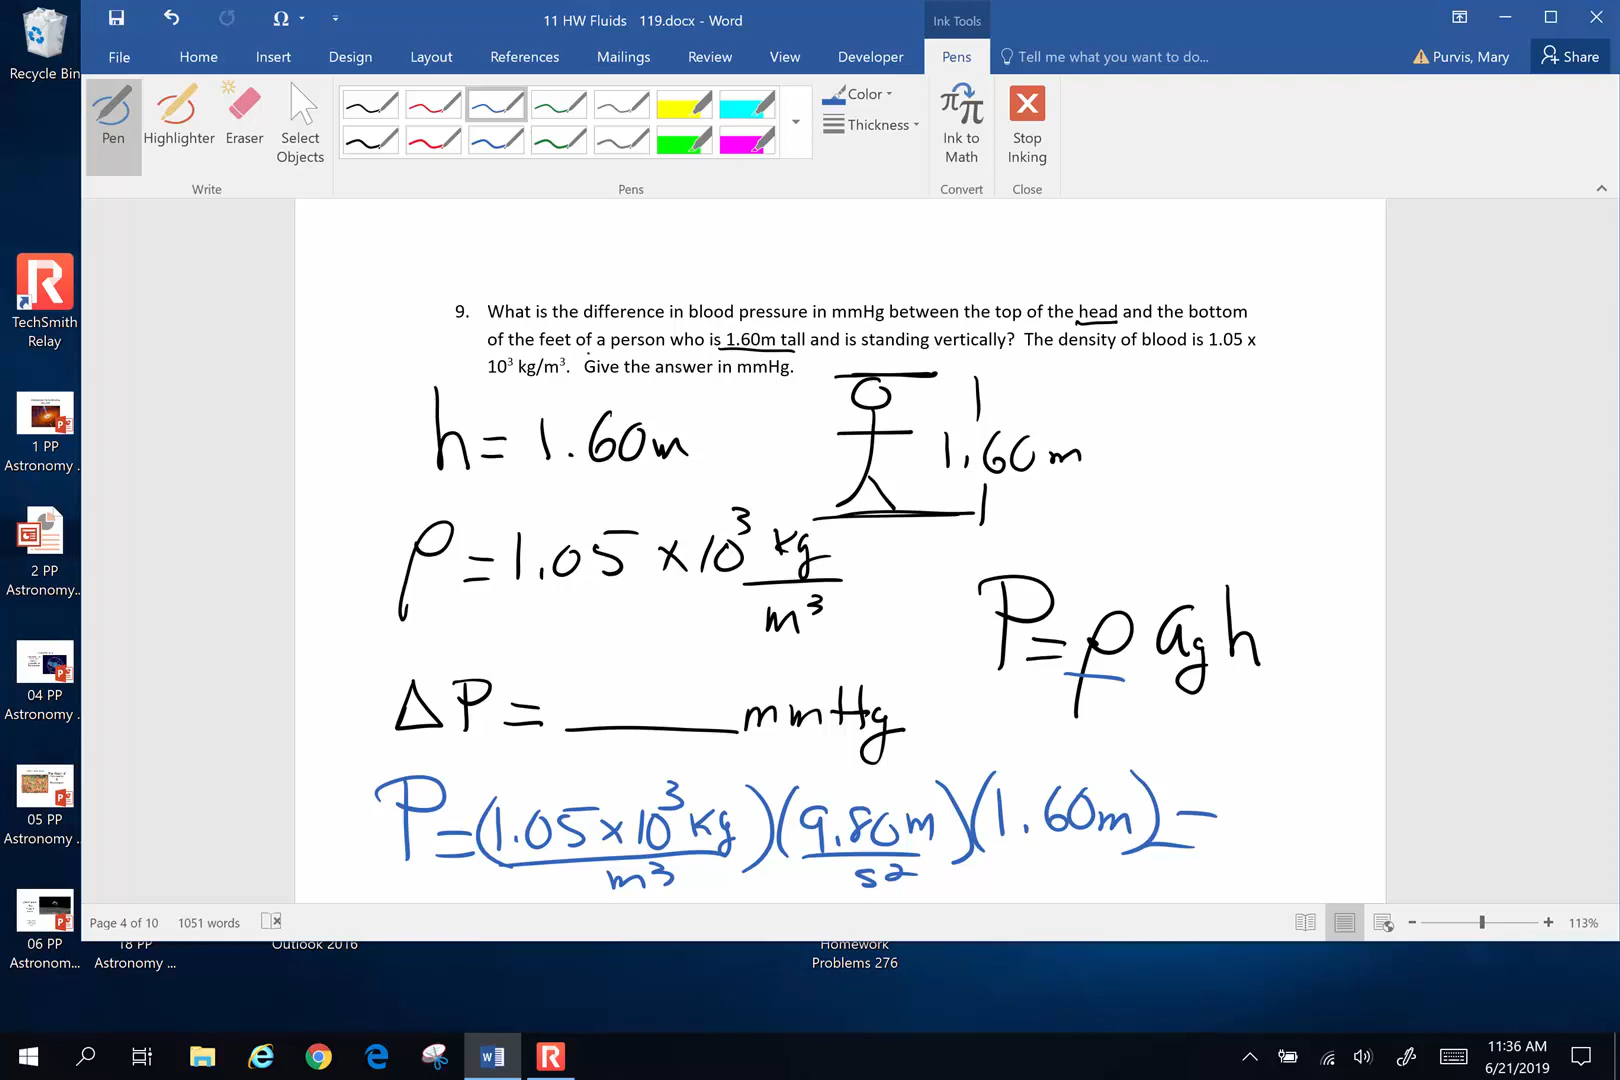 Recycle Bin
TechSmith Relay
1 PP Astronomy ...
2 PP Astronomy...
04 PP Astronomy ...
05 PP Astronomy ...
06 PP Astronom...
18 PP Astronomy ...
Outlook 2016
Homework Problems 276
11 HW Fluids 119.docx - Word
Ink Tools
File Home Insert Design Layout References Mailings Review View Developer Pens Tell me what you want to do...
Purvis, Mary
Share
Pen Highlighter Eraser Select Objects
Color
Thickness
Ink to Math
Stop Inking
Write Pens Convert Close
9. What is the difference in blood pressure in mmHg between the top of the head and the bottom
of the feet of a person who is 1.60m tall and is standing vertically? The density of blood is 1.05 x
10³ kg/m³. Give the answer in mmHg.
h = 1.60m
1.60m
ρ = 1.05 x 10³ kg/m³
P = ρ a_g h
ΔP = ______ mmHg
P = (1.05 x 10³ kg/m³)(9.80m/s²)(1.60m) =
Page 4 of 10 1051 words
113%
11:36 AM
6/21/2019